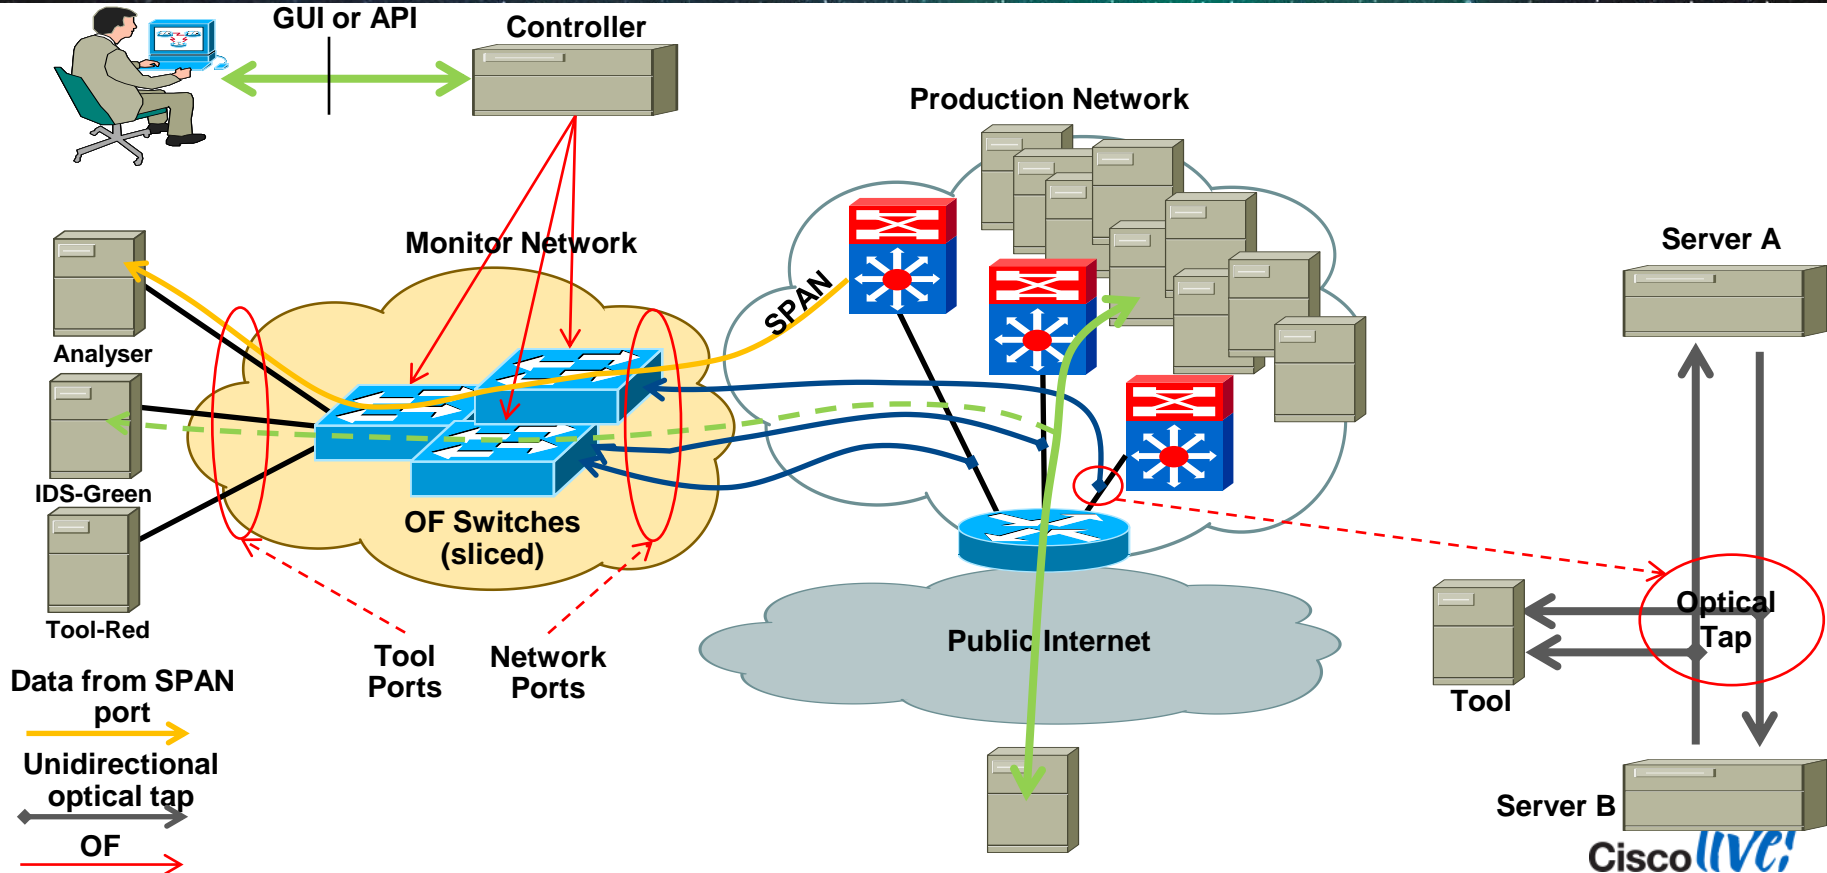 GUI or API
Controller
Production Network
Monitor Network
SPAN
Server A
Analyser
IDS-Green
OF Switches
(sliced)
Tool-Red
Tool
Ports
Network
Ports
Public Internet
Optical
Tap
Tool
Data from SPAN
port
Unidirectional
optical tap
OF
Server B
Cisco live!